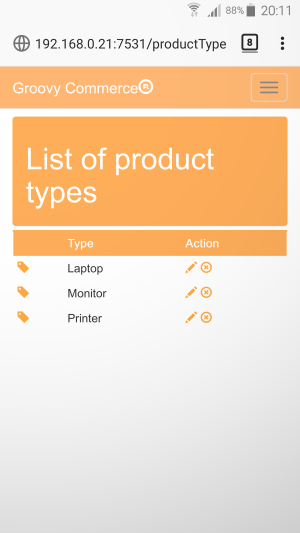 88% 20:11
192.168.0.21:7531/productType 8
Groovy Commerce®
List of product
types
Type Action
Laptop
Monitor
Printer